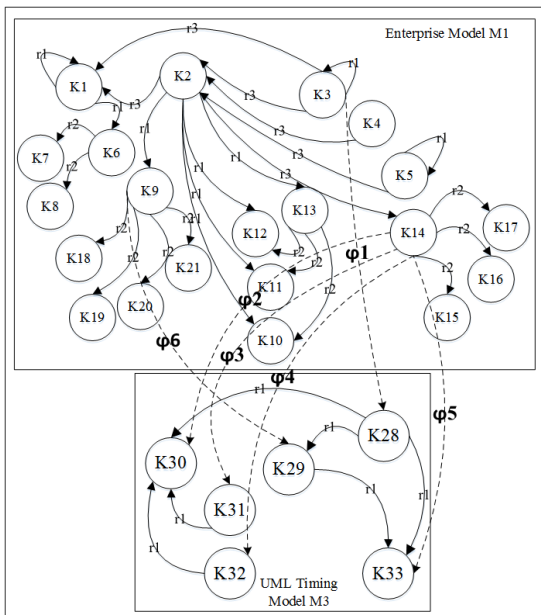 Enterprise Model M1
r3
r1
r1
K1
K2
K3
r3
r3
r1
r3
K4
r3
r1
r2
K6
K7
r1
r1
r3
K5
r3
r2
K8
K9
r1
K13
r2
K17
r2
r1
K12
K14
r2
K18
r2
K21
r2
φ1
r2
K16
r2
K11
r2
K19
K20
φ2
r2
K15
K10
φ6
φ3
φ4
φ5
r1
K28
K30
r1
K29
r1
r1
K31
r1
r1
K32
K33
UML Timing
Model M3